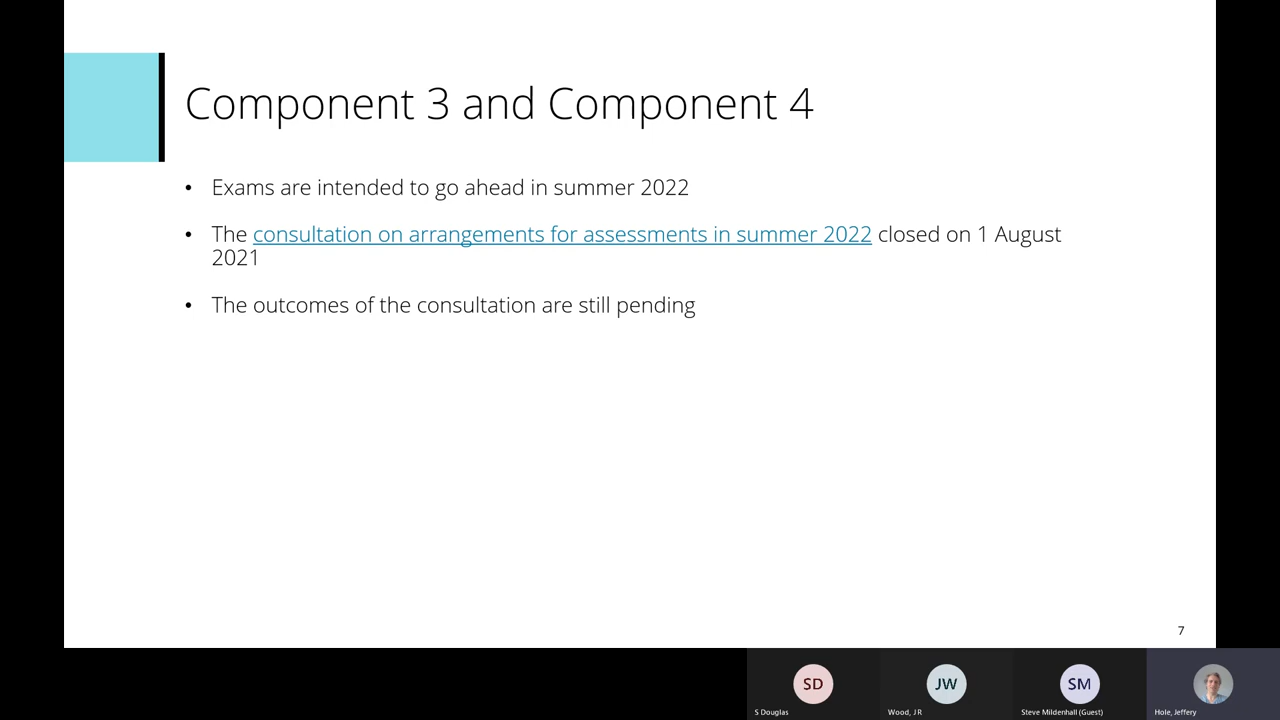 Component 3 and Component 4
• Exams are intended to go ahead in summer 2022
• The consultation on arrangements for assessments in summer 2022 closed on 1 August
2021
• The outcomes of the consultation are still pending
7
SD
JW
SM
S Douglas
Wood, J R
Steve Mildenhall (Guest)
Hole, Jeffery